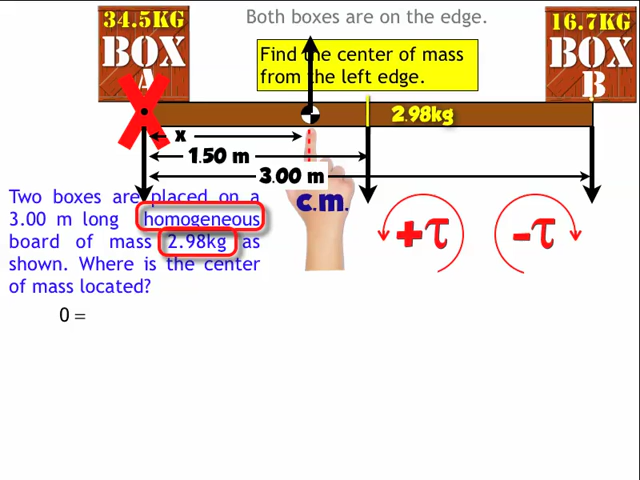 Both boxes are on the edge.
34.5KG
BOX
A
16.7KG
BOX
B
Find the center of mass
from the left edge.
2.98kg
x
1.50 m
3.00 m
c.m.
+τ
-τ
Two boxes are placed on a
3.00 m long homogeneous
board of mass 2.98kg as
shown. Where is the center
of mass located?
0 =